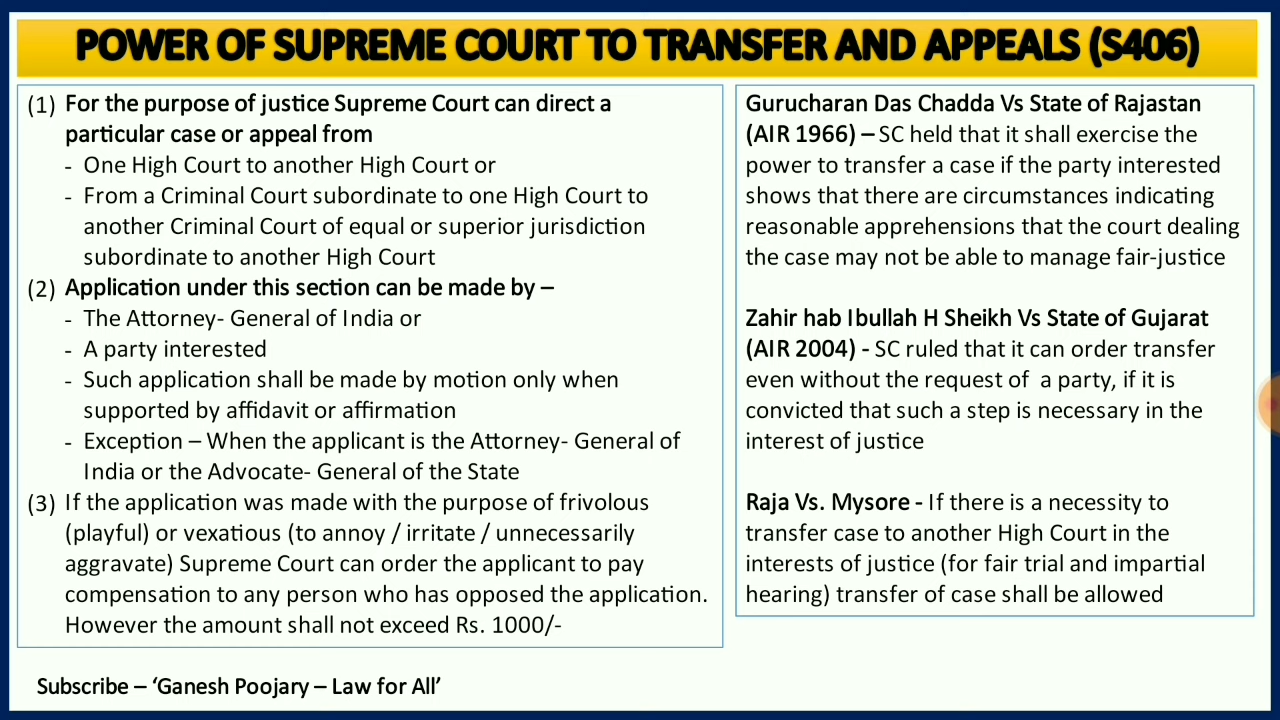 POWER OF SUPREME COURT TO TRANSFER AND APPEALS (S406)
(1) For the purpose of justice Supreme Court can direct a
particular case or appeal from
- One High Court to another High Court or
- From a Criminal Court subordinate to one High Court to
another Criminal Court of equal or superior jurisdiction
subordinate to another High Court
(2) Application under this section can be made by –
- The Attorney- General of India or
- A party interested
- Such application shall be made by motion only when
supported by affidavit or affirmation
- Exception – When the applicant is the Attorney- General of
India or the Advocate- General of the State
(3) If the application was made with the purpose of frivolous
(playful) or vexatious (to annoy / irritate / unnecessarily
aggravate) Supreme Court can order the applicant to pay
compensation to any person who has opposed the application.
However the amount shall not exceed Rs. 1000/-
Gurucharan Das Chadda Vs State of Rajastan
(AIR 1966) – SC held that it shall exercise the
power to transfer a case if the party interested
shows that there are circumstances indicating
reasonable apprehensions that the court dealing
the case may not be able to manage fair-justice
Zahir hab Ibullah H Sheikh Vs State of Gujarat
(AIR 2004) - SC ruled that it can order transfer
even without the request of a party, if it is
convicted that such a step is necessary in the
interest of justice
Raja Vs. Mysore - If there is a necessity to
transfer case to another High Court in the
interests of justice (for fair trial and impartial
hearing) transfer of case shall be allowed
Subscribe – ‘Ganesh Poojary – Law for All’